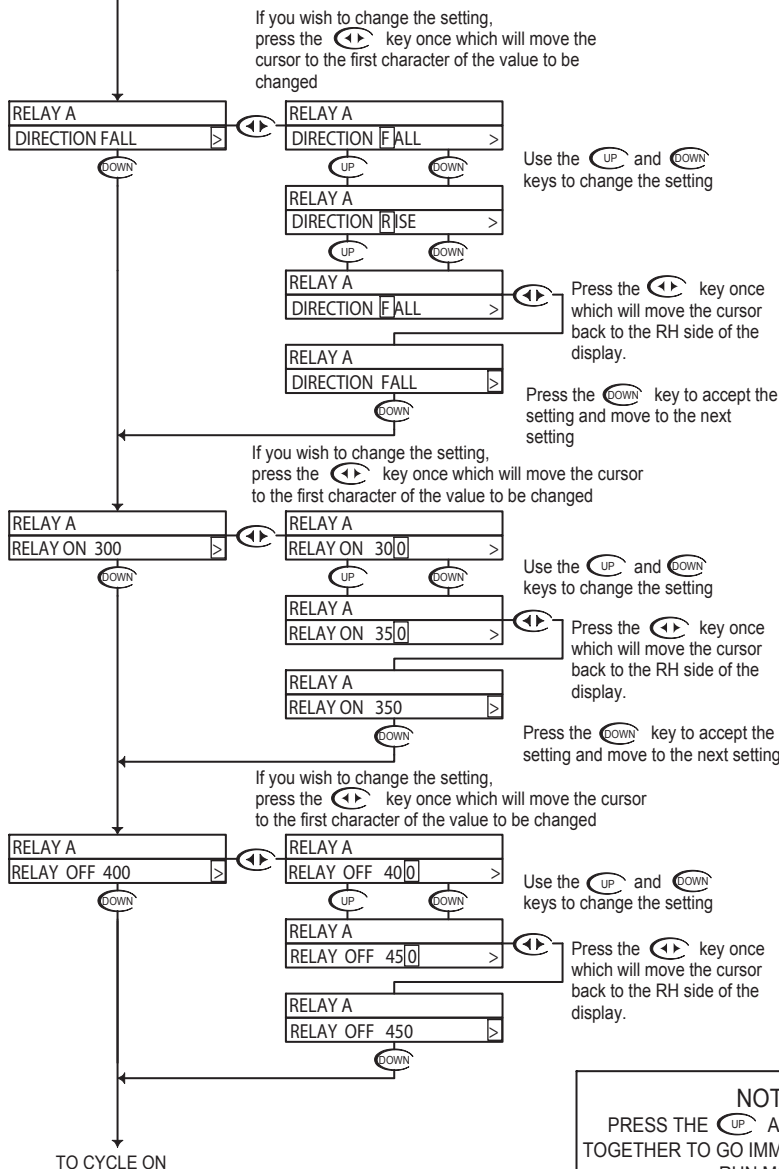 If you wish to change the setting,
press the key once which will move the
cursor to the first character of the value to be
changed
RELAY A
DIRECTION FALL >
DOWN
RELAY A
DIRECTION FALL >
UP DOWN
Use the UP and DOWN
keys to change the setting
RELAY A
DIRECTION RISE >
UP DOWN
RELAY A
DIRECTION FALL >
Press the key once
which will move the cursor
back to the RH side of the
display.
RELAY A
DIRECTION FALL >
DOWN
Press the DOWN key to accept the
setting and move to the next
setting
If you wish to change the setting,
press the key once which will move the cursor
to the first character of the value to be changed
RELAY A
RELAY ON 300 >
DOWN
RELAY A
RELAY ON 300 >
UP DOWN
Use the UP and DOWN
keys to change the setting
RELAY A
RELAY ON 350 >
Press the key once
which will move the cursor
back to the RH side of the
display.
RELAY A
RELAY ON 350 >
DOWN
Press the DOWN key to accept the
setting and move to the next setting
If you wish to change the setting,
press the key once which will move the cursor
to the first character of the value to be changed
RELAY A
RELAY OFF 400 >
DOWN
RELAY A
RELAY OFF 400 >
UP DOWN
Use the UP and DOWN
keys to change the setting
RELAY A
RELAY OFF 450 >
Press the key once
which will move the cursor
back to the RH side of the
display.
RELAY A
RELAY OFF 450 >
DOWN
PRESS THE UP
TOGETHER TO GO
TO CYCLE ON